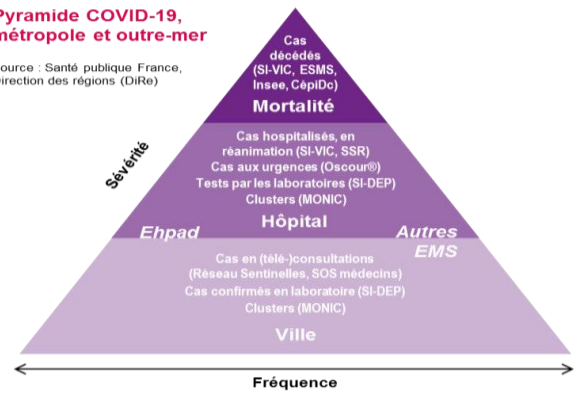 Pyramide COVID-19,
métropole et outre-mer
Source : Santé publique France,
Direction des régions (DiRe)
Cas
décédés
(SI-VIC, ESMS,
Insee, CépiDc)
Mortalité
Sévérité
Cas hospitalisés, en
réanimation (SI-VIC, SSR)
Cas aux urgences (Oscour®)
Tests par les laboratoires (SI-DEP)
Clusters (MONIC)
Hôpital
Ehpad
Autres
EMS
Cas en (télé-)consultations
(Réseau Sentinelles, SOS médecins)
Cas confirmés en laboratoire (SI-DEP)
Clusters (MONIC)
Ville
Fréquence